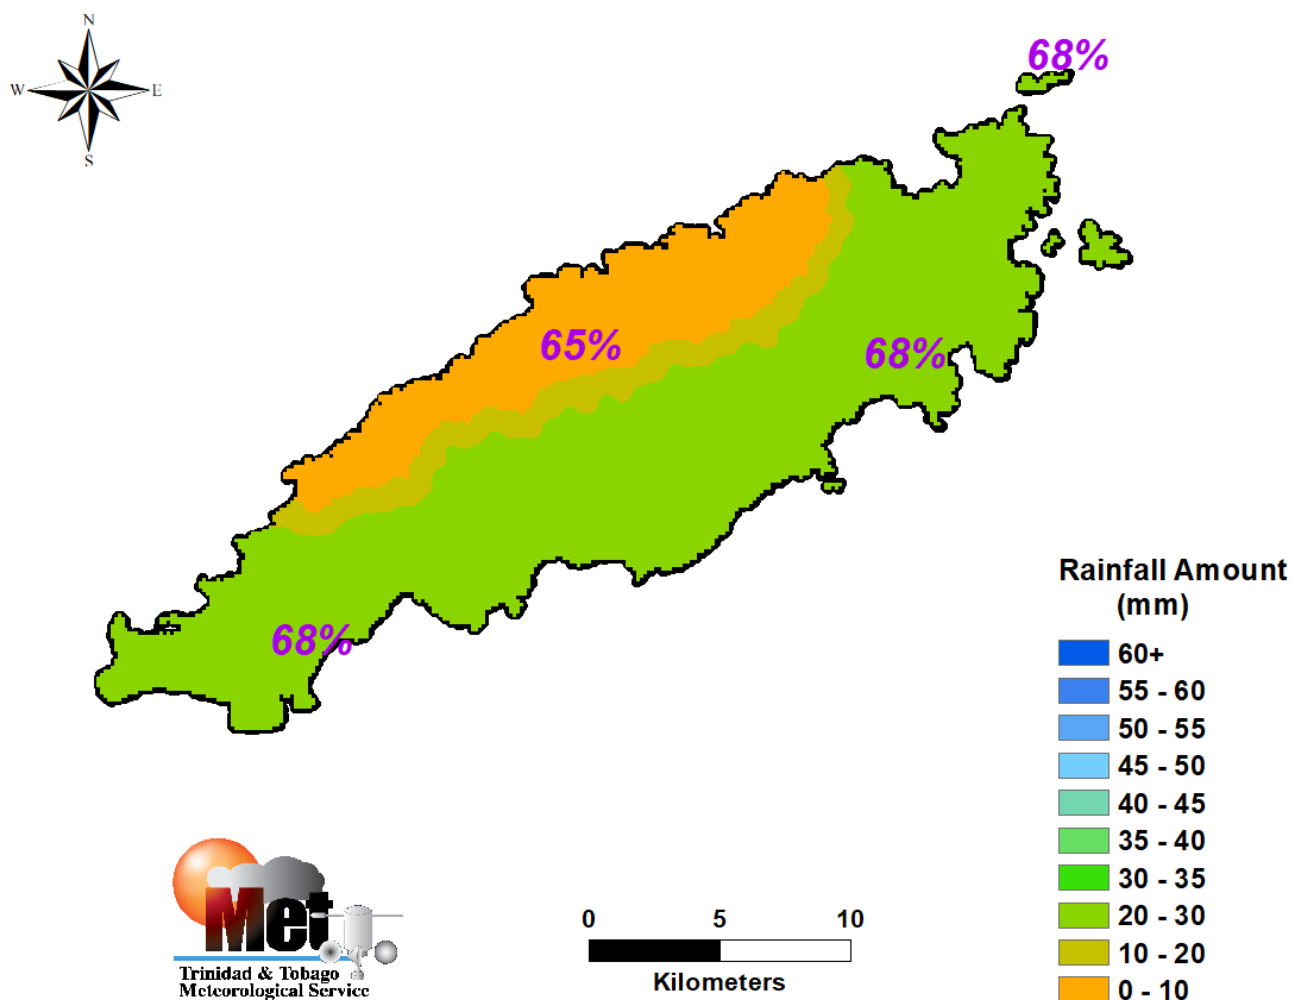 N
W
E
S
68%
65%
68%
68%
Rainfall Amount
(mm)
60+
55 - 60
50 - 55
45 - 50
40 - 45
35 - 40
30 - 35
20 - 30
10 - 20
0 - 10
Met
Trinidad & Tobago
Meteorological Service
0 5 10
Kilometers